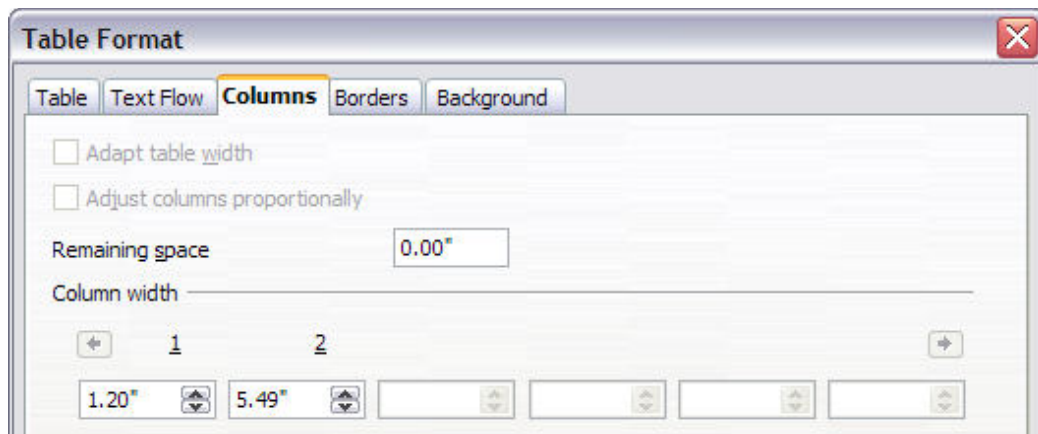 Table Format
Table Text Flow Columns Borders Background
Adapt table width
Adjust columns proportionally
Remaining space 0.00"
Column width
1 2
1.20" 5.49"